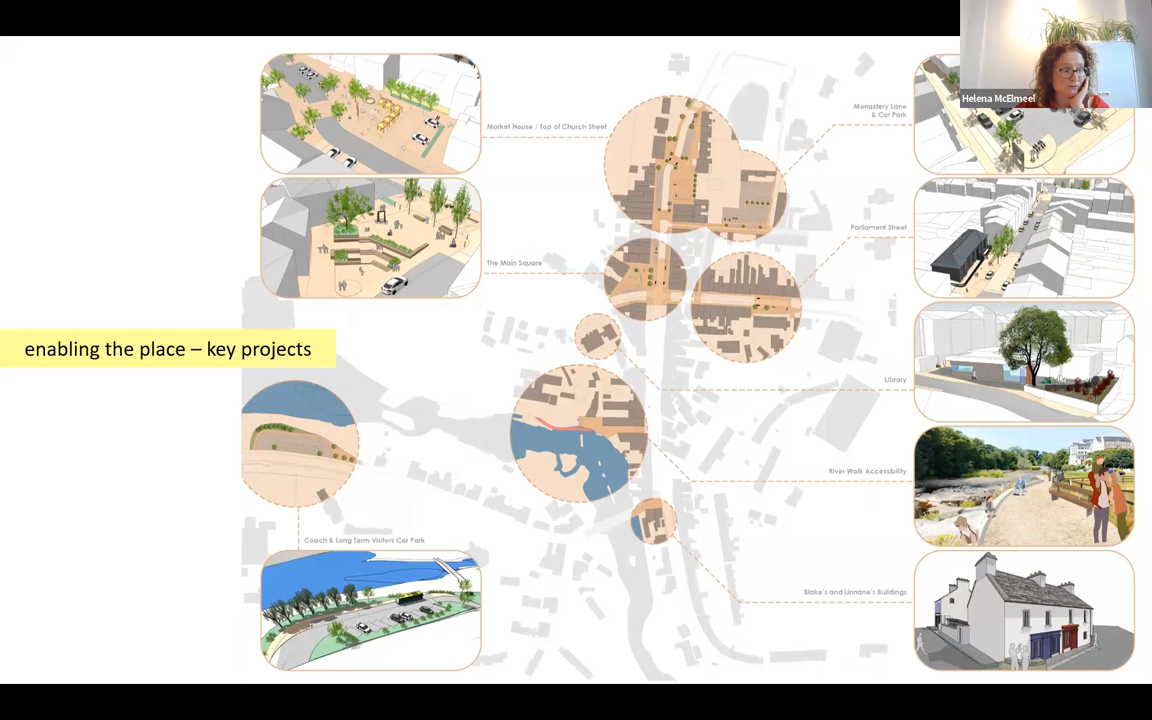 Helena McElmeel
Monastery Lane
& Car Park
Market House / Top of Church Street
Parliament Street
The Main Square
enabling the place – key projects
Library
River Walk Accessibility
Coach & Long Term Visitors Car Park
Blake's and Linnane's Buildings